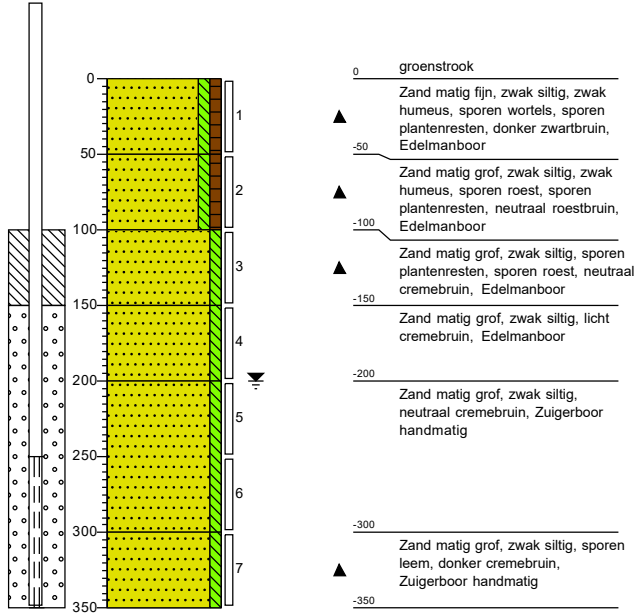 0
50
100
150
200
250
300
350
1
2
3
4
5
6
7
0
groenstrook
Zand matig fijn, zwak siltig, zwak
humeus, sporen wortels, sporen
plantenresten, donker zwartbruin,
Edelmanboor
-50
Zand matig grof, zwak siltig, zwak
humeus, sporen roest, sporen
plantenresten, neutraal roestbruin,
Edelmanboor
-100
Zand matig grof, zwak siltig, sporen
plantenresten, sporen roest, neutraal
cremebruin, Edelmanboor
-150
Zand matig grof, zwak siltig, licht
cremebruin, Edelmanboor
-200
Zand matig grof, zwak siltig,
neutraal cremebruin, Zuigerboor
handmatig
-300
Zand matig grof, zwak siltig, sporen
leem, donker cremebruin,
Zuigerboor handmatig
-350